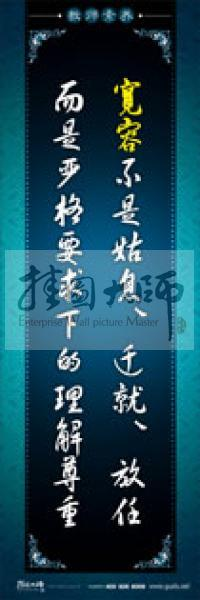 教师素养
宽容不是姑息、迁就、放任
而是严格要求下的理解尊重
挂图大师
Enterprise Wall picture Master